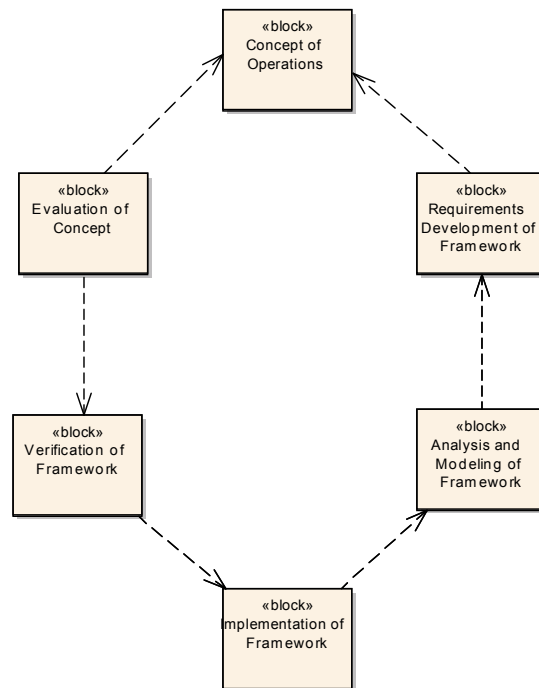 «block»
Concept of
Operations
«block»
Evaluation of
Concept
«block»
Requirements
Development of
Framework
«block»
Verification of
Framework
«block»
Analysis and
Modeling of
Framework
«block»
Implementation of
Framework